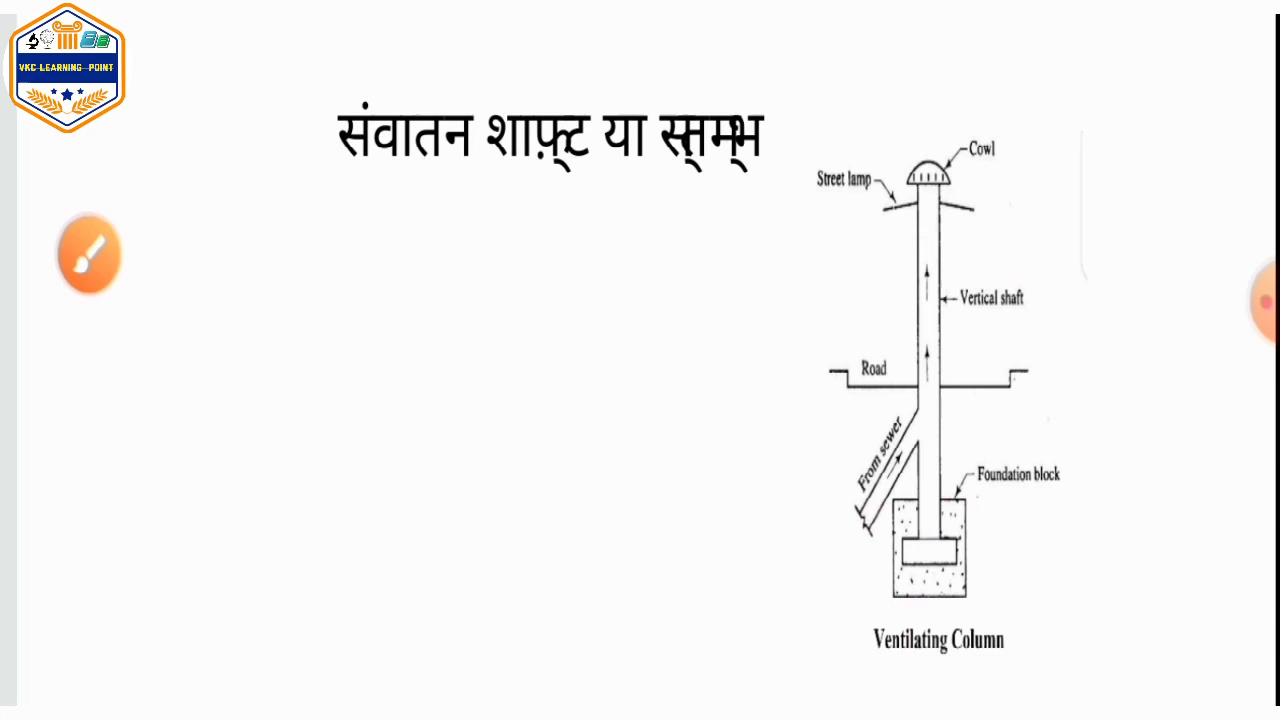 VKC-LEARNING-POINT
संवातन शाफ़्ट या स्तम्भ
Cowl
Street lamp
Vertical shaft
Road
From sewer
Foundation block
Ventilating Column